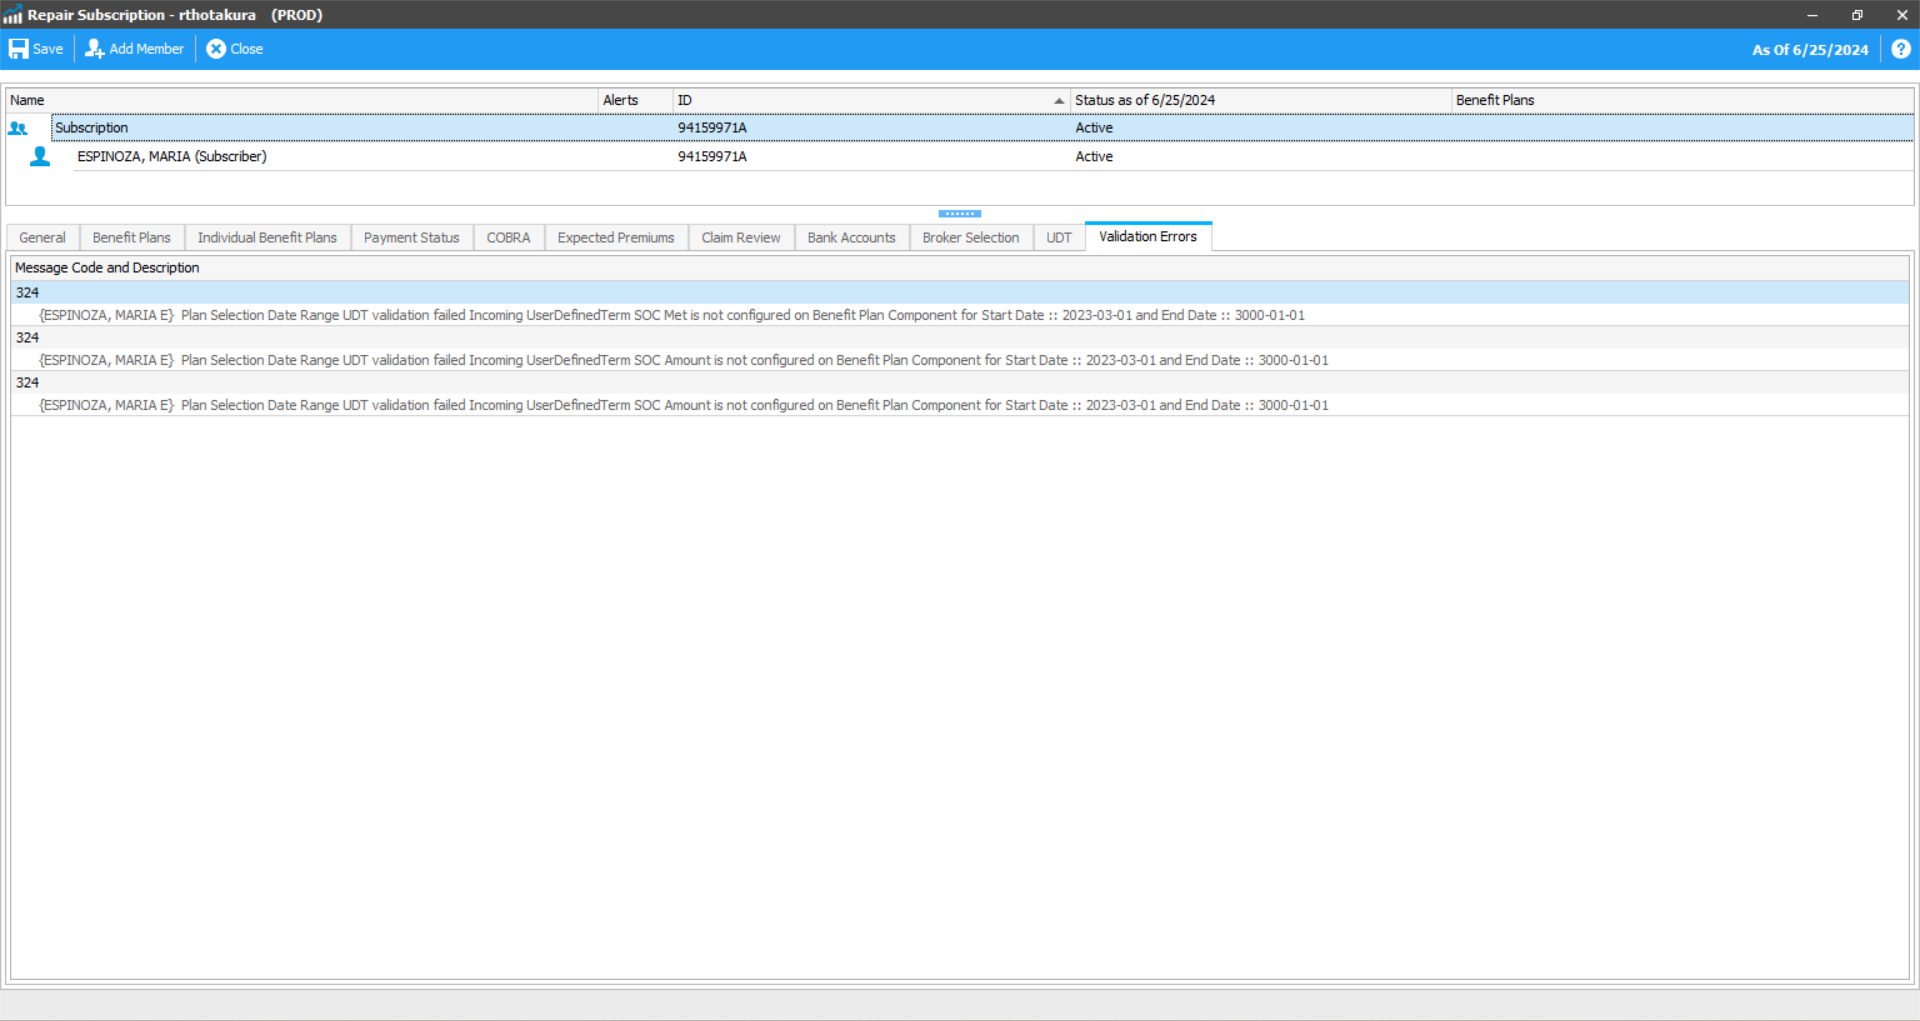 Repair Subscription - rthotakura (PROD)
Save Add Member Close As Of 6/25/2024 ?
Name Alerts ID Status as of 6/25/2024 Benefit Plans
Subscription 94159971A Active
ESPINOZA, MARIA (Subscriber) 94159971A Active
General Benefit Plans Individual Benefit Plans Payment Status COBRA Expected Premiums Claim Review Bank Accounts Broker Selection UDT Validation Errors
Message Code and Description
324
{ESPINOZA, MARIA E} Plan Selection Date Range UDT validation failed Incoming UserDefinedTerm SOC Met is not configured on Benefit Plan Component for Start Date :: 2023-03-01 and End Date :: 3000-01-01
324
{ESPINOZA, MARIA E} Plan Selection Date Range UDT validation failed Incoming UserDefinedTerm SOC Amount is not configured on Benefit Plan Component for Start Date :: 2023-03-01 and End Date :: 3000-01-01
324
{ESPINOZA, MARIA E} Plan Selection Date Range UDT validation failed Incoming UserDefinedTerm SOC Amount is not configured on Benefit Plan Component for Start Date :: 2023-03-01 and End Date :: 3000-01-01